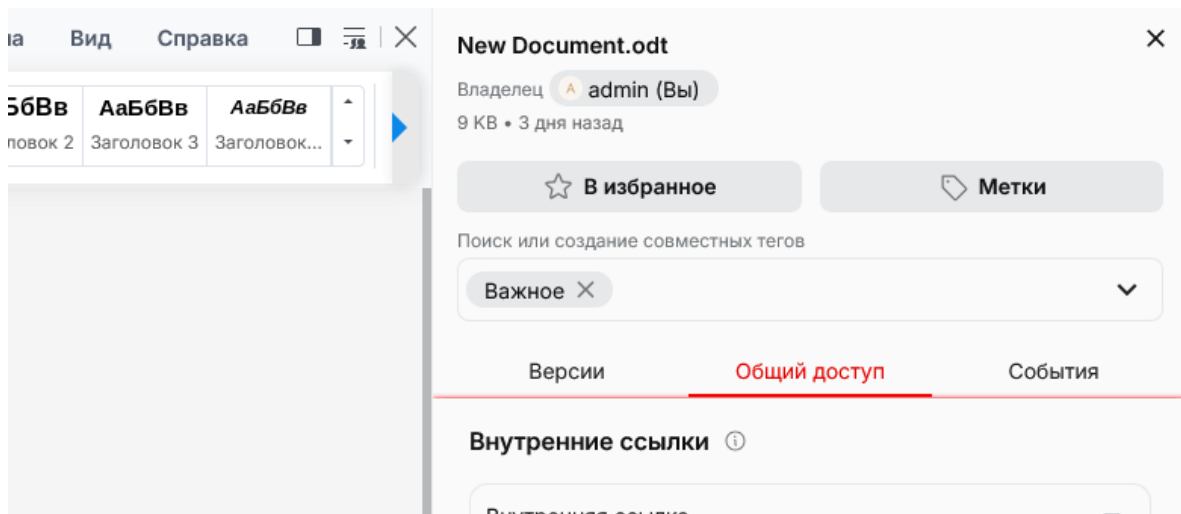 Вид Справка
АаБбВв АаБбВв
Заголовок 3 Заголовок...
New Document.odt
Владелец A admin (Вы)
9 KB • 3 дня назад
В избранное Метки
Поиск или создание совместных тегов
Важное
Версии Общий доступ События
Внутренние ссылки